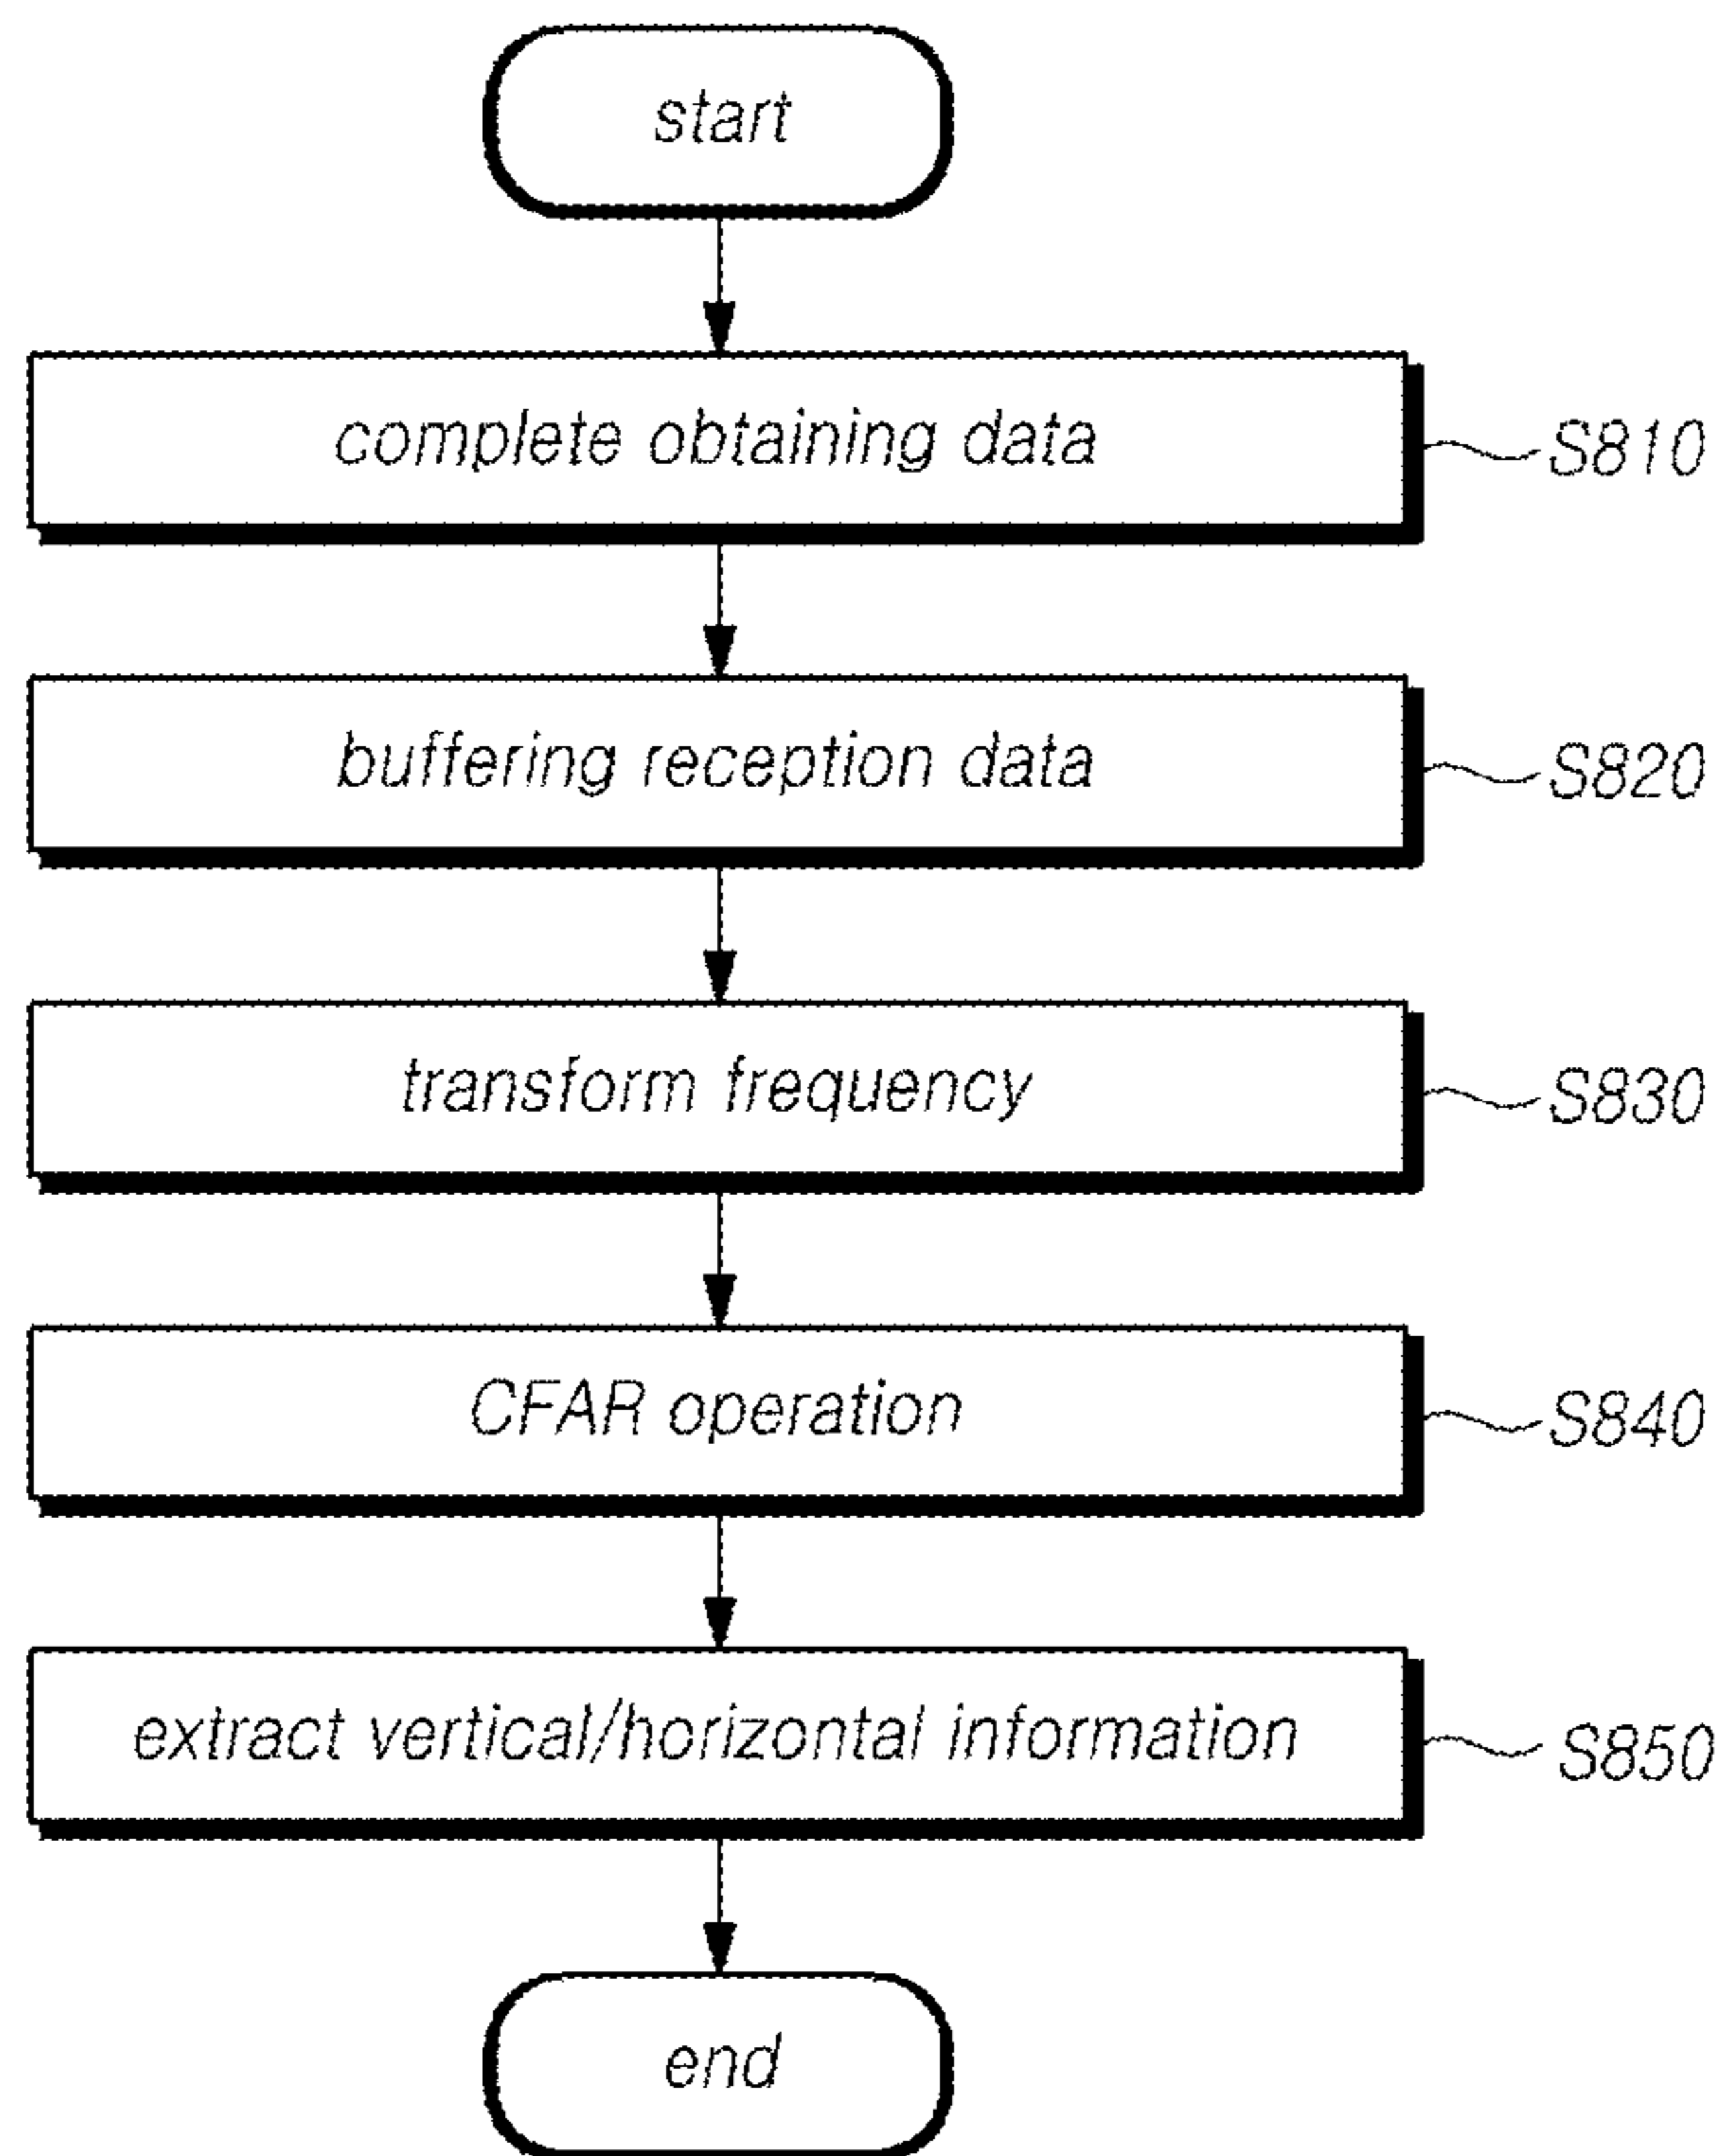 start
complete obtaining data
S810
buffering reception data
S820
transform frequency
S830
CFAR operation
S840
extract vertical/horizontal information
S850
end